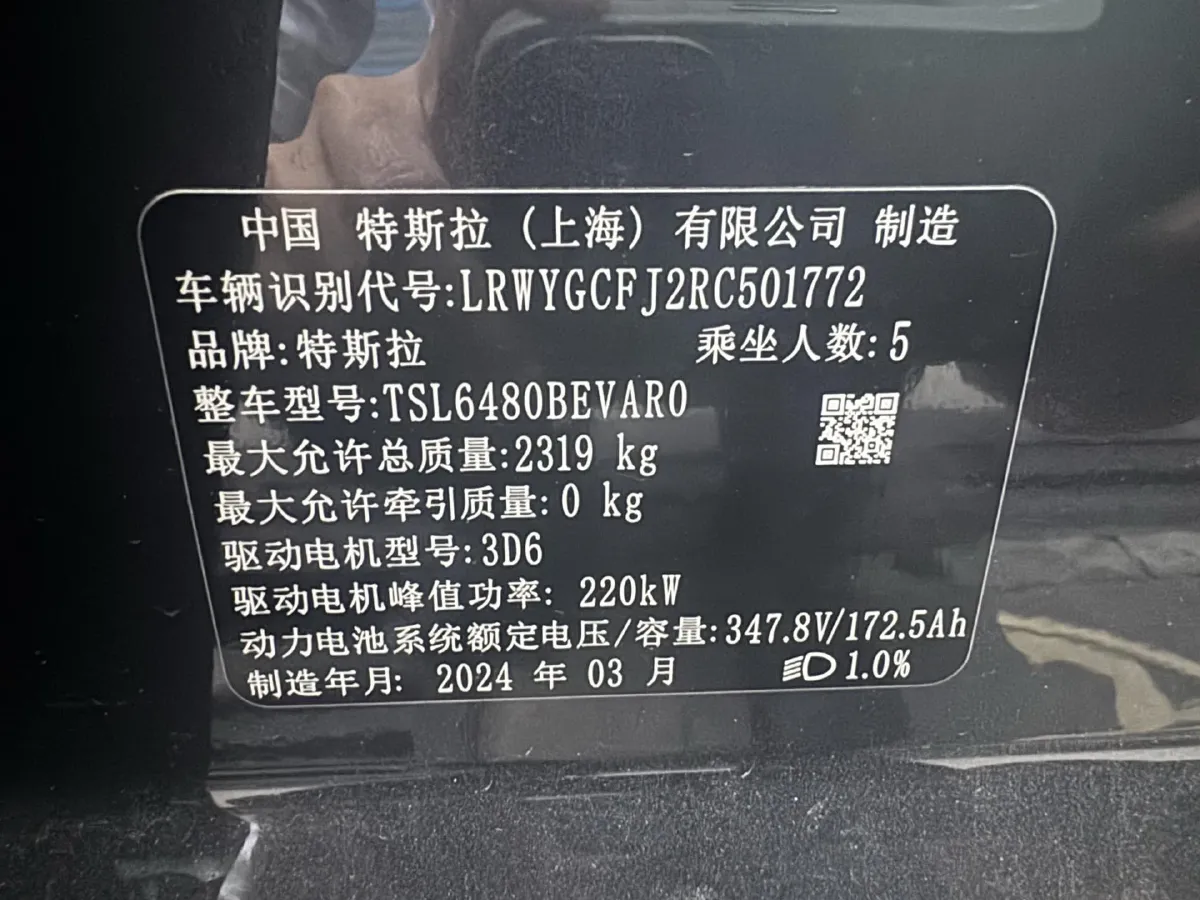 中国 特斯拉（上海）有限公司 制造
车辆识别代号:LRWYGCFJ2RC501772
品牌:特斯拉 乘坐人数:5
整车型号:TSL6480BEVAR0
最大允许总质量:2319 kg
最大允许牵引质量:0 kg
驱动电机型号:3D6
驱动电机峰值功率: 220kW
动力电池系统额定电压/容量:347.8V/172.5Ah
制造年月: 2024 年 03 月 1.0%